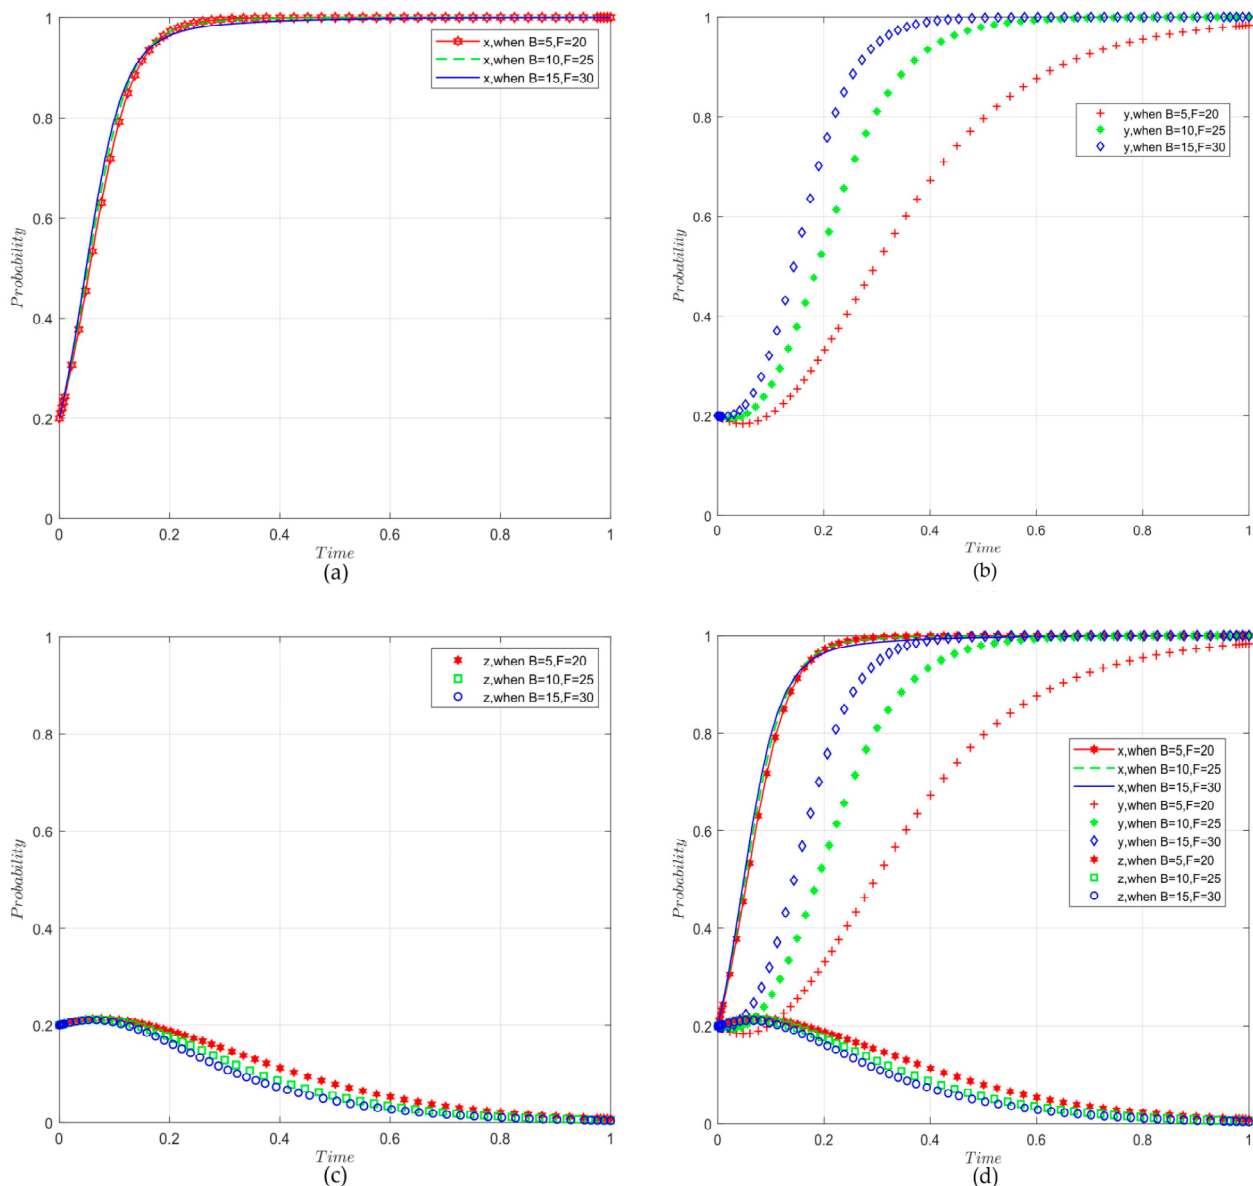 1
0.8
0.6
0.4
0.2
0
Probability
0 0.2 0.4 0.6 0.8 1
Time
x,when B=5,F=20
x,when B=10,F=25
x,when B=15,F=30
(a)
1
0.8
0.6
0.4
0.2
0
Probability
0 0.2 0.4 0.6 0.8 1
Time
y,when B=5,F=20
y,when B=10,F=25
y,when B=15,F=30
(b)
1
0.8
0.6
0.4
0.2
0
Probability
0 0.2 0.4 0.6 0.8 1
Time
z,when B=5,F=20
z,when B=10,F=25
z,when B=15,F=30
(c)
1
0.8
0.6
0.4
0.2
0
Probability
0 0.2 0.4 0.6 0.8 1
Time
x,when B=5,F=20
x,when B=10,F=25
x,when B=15,F=30
y,when B=5,F=20
y,when B=10,F=25
y,when B=15,F=30
z,when B=5,F=20
z,when B=10,F=25
z,when B=15,F=30
(d)